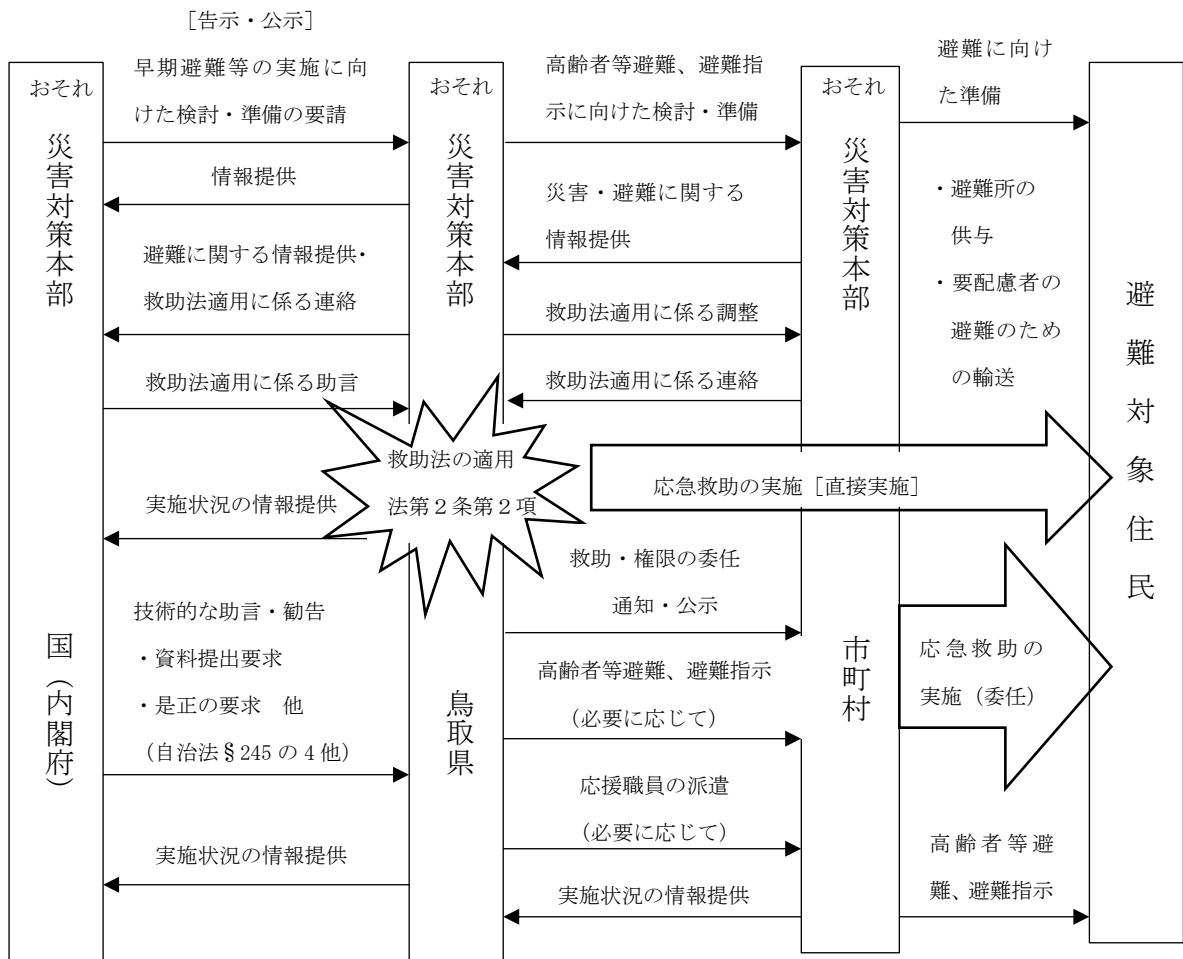 ［告示・公示］
早期避難等の実施に向
けた検討・準備の要請
高齢者等避難、避難指
示に向けた検討・準備
避難に向け
た準備
おそれ
災害対策本部
国（内閣府）
おそれ
災害対策本部
鳥取県
おそれ
災害対策本部
市町村
避難対象住民
情報提供
災害・避難に関する
情報提供
・避難所の
供与
・要配慮者の
避難のため
の輸送
避難に関する情報提供・
救助法適用に係る連絡
救助法適用に係る調整
救助法適用に係る助言
救助法適用に係る連絡
救助法の適用
法第２条第２項
応急救助の実施［直接実施］
実施状況の情報提供
救助・権限の委任
通知・公示
技術的な助言・勧告
・資料提出要求
・是正の要求　他
（自治法§245 の 4 他）
高齢者等避難、避難指示
（必要に応じて）
応急救助の
実施（委任）
応援職員の派遣
（必要に応じて）
実施状況の情報提供
実施状況の情報提供
高齢者等避
難、避難指示